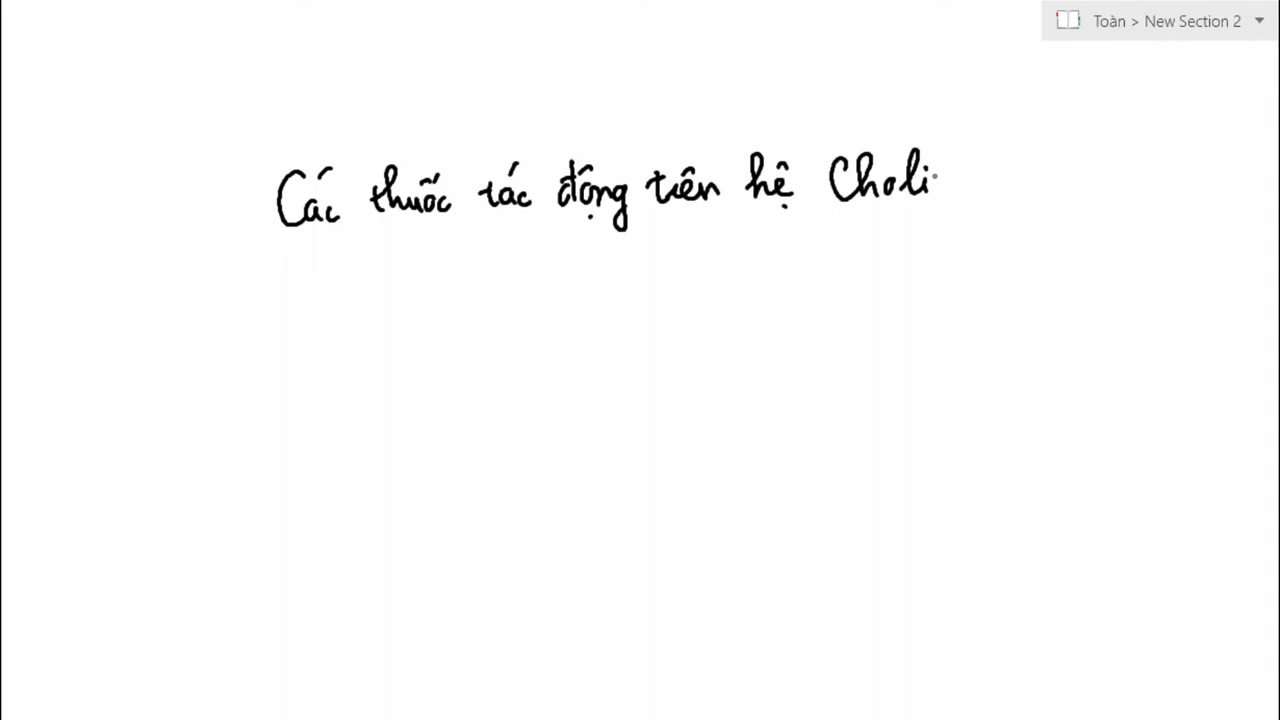 Toàn > New Section 2
Các thuốc tác động tiên hệ Choli